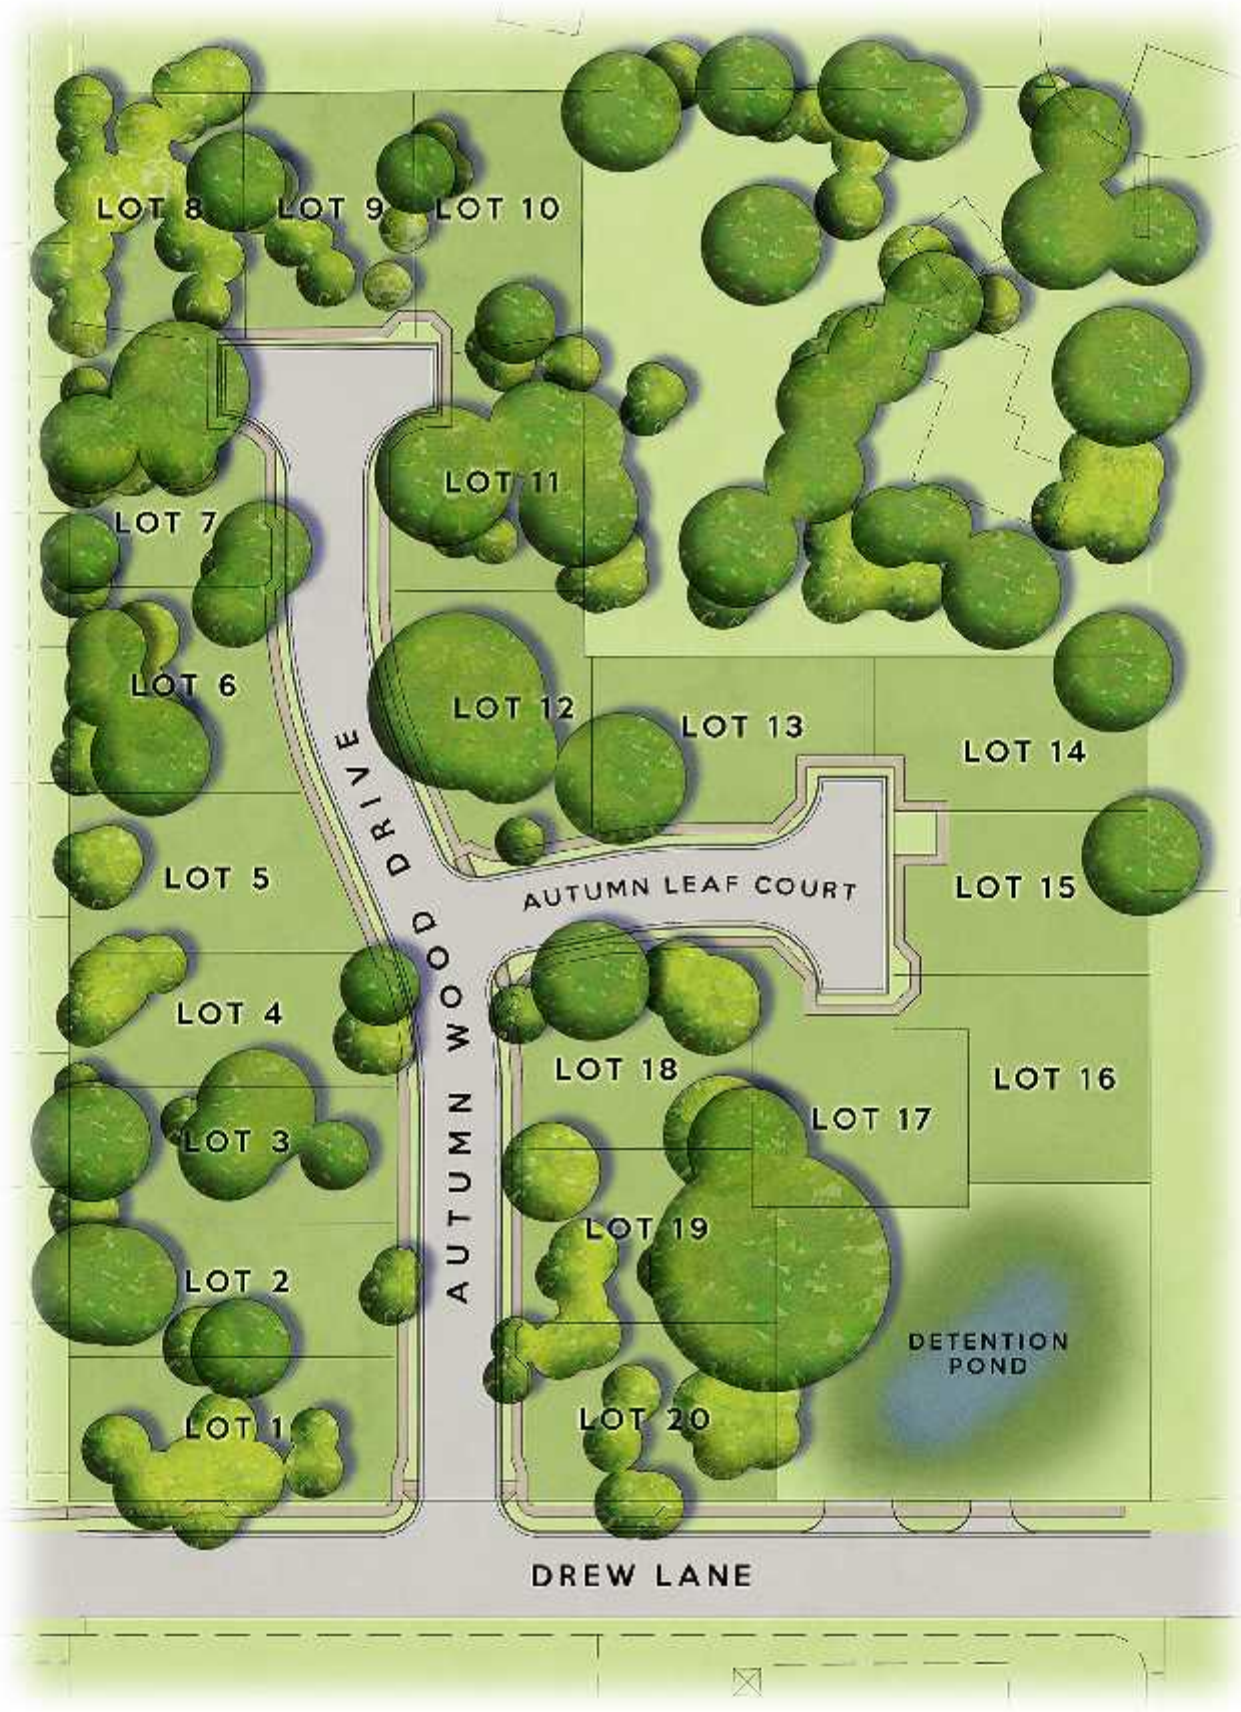 LOT 8
LOT 9
LOT 10
LOT 11
LOT 7
LOT 6
LOT 12
LOT 13
LOT 14
LOT 5
AUTUMN LEAF COURT
LOT 15
AUTUMN WOOD DRIVE
LOT 4
LOT 18
LOT 16
LOT 17
LOT 3
LOT 19
LOT 2
DETENTION
POND
LOT 1
LOT 20
DREW LANE